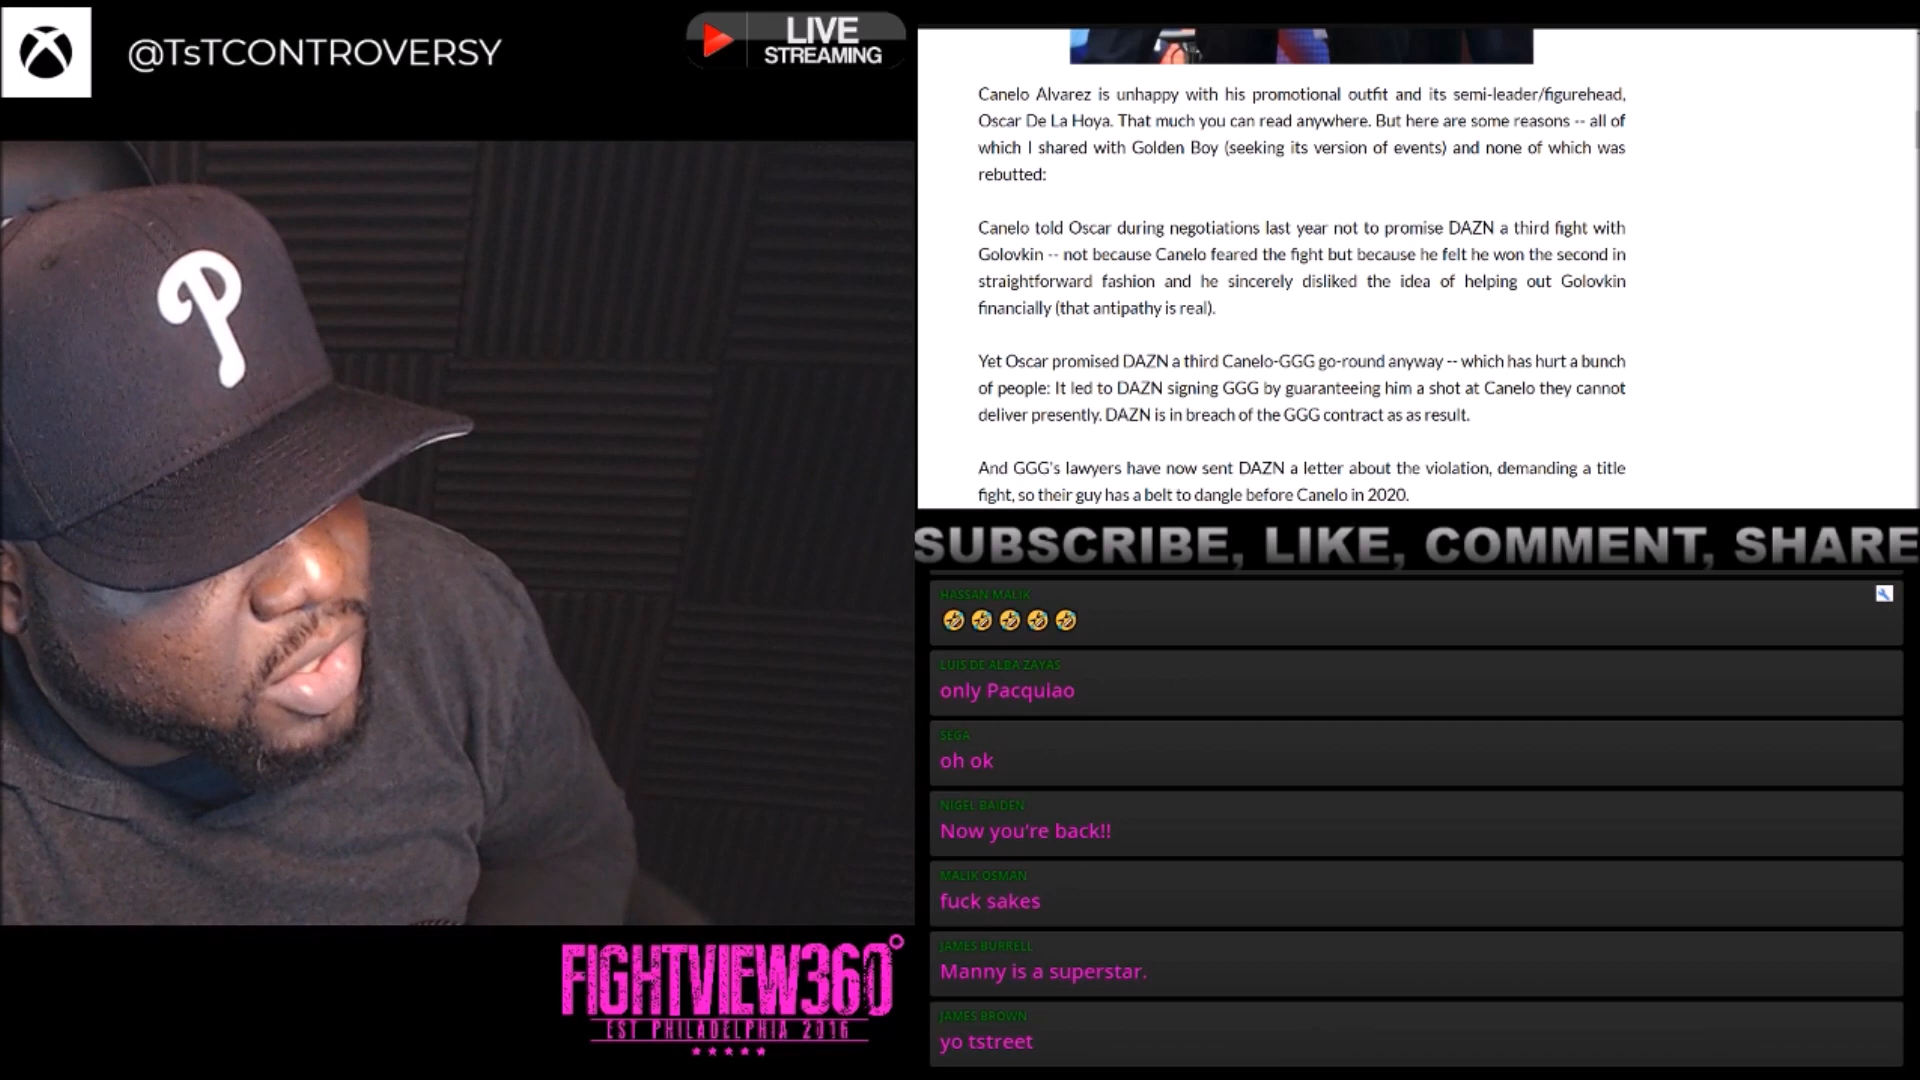 @TsTCONTROVERSY
LIVE
STREAMING
Canelo Alvarez is unhappy with his promotional outfit and its semi-leader/figurehead,
Oscar De La Hoya. That much you can read anywhere. But here are some reasons -- all of
which I shared with Golden Boy (seeking its version of events) and none of which was
rebutted:
Canelo told Oscar during negotiations last year not to promise DAZN a third fight with
Golovkin -- not because Canelo feared the fight but because he felt he won the second in
straightforward fashion and he sincerely disliked the idea of helping out Golovkin
financially (that antipathy is real).
Yet Oscar promised DAZN a third Canelo-GGG go-round anyway -- which has hurt a bunch
of people: It led to DAZN signing GGG by guaranteeing him a shot at Canelo they cannot
deliver presently. DAZN is in breach of the GGG contract as as result.
And GGG's lawyers have now sent DAZN a letter about the violation, demanding a title
fight, so their guy has a belt to dangle before Canelo in 2020.
SUBSCRIBE, LIKE, COMMENT, SHARE
HASSAN MALIK
🤣🤣🤣🤣🤣
LUIS DE ALBA ZAYAS
only Pacquiao
SEGA
oh ok
NIGEL BAIDEN
Now you're back!!
MALIK OSMAN
fuck sakes
JAMES BURRELL
Manny is a superstar.
JAMES BROWN
yo tstreet
P
FIGHTVIEW360°
EST PHILADELPHIA 2016